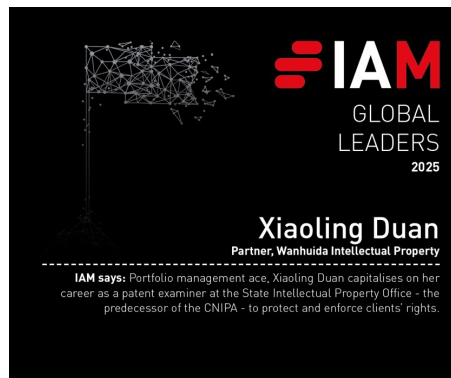 IAM
GLOBAL
LEADERS
2025
Xiaoling Duan
Partner, Wanhuida Intellectual Property
IAM says: Portfolio management ace, Xiaoling Duan capitalises on her
career as a patent examiner at the State Intellectual Property Office - the
predecessor of the CNIPA - to protect and enforce clients' rights.